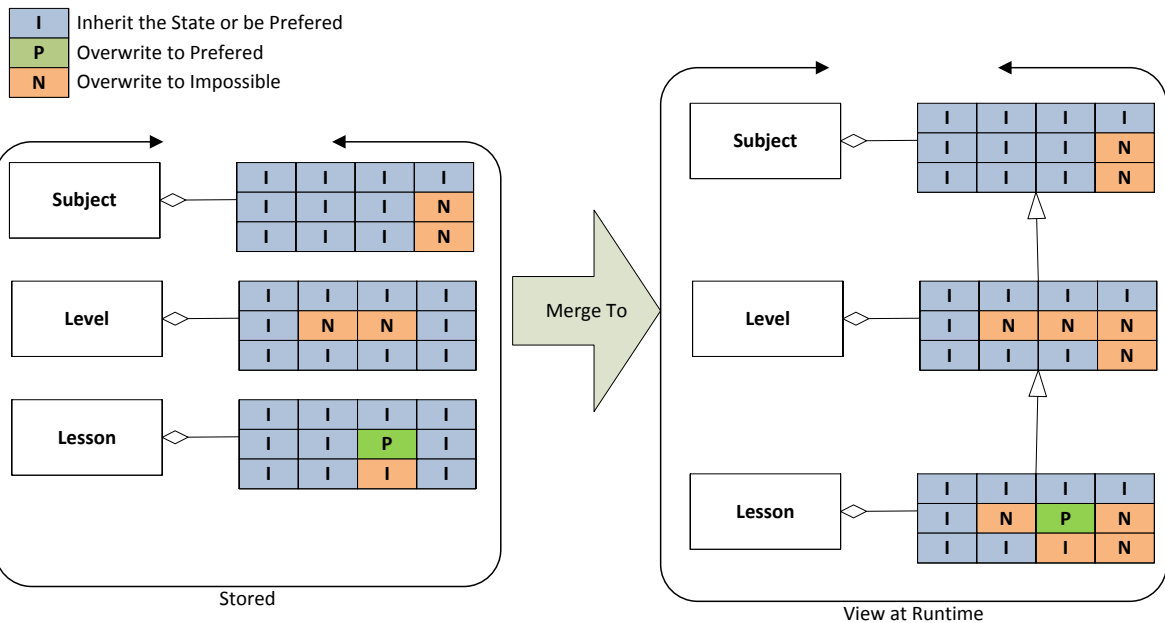 I Inherit the State or be Prefered
P Overwrite to Prefered
N Overwrite to Impossible
Subject
I I I I
I I I N
I I I N
Level
I I I I
I N N I
I I I I
Lesson
I I I I
I I P I
I I I I
Stored
Merge To
Subject
I I I I
I I I N
I I I N
Level
I I I I
I N N N
I I I N
Lesson
I I I I
I N P N
I I I N
View at Runtime